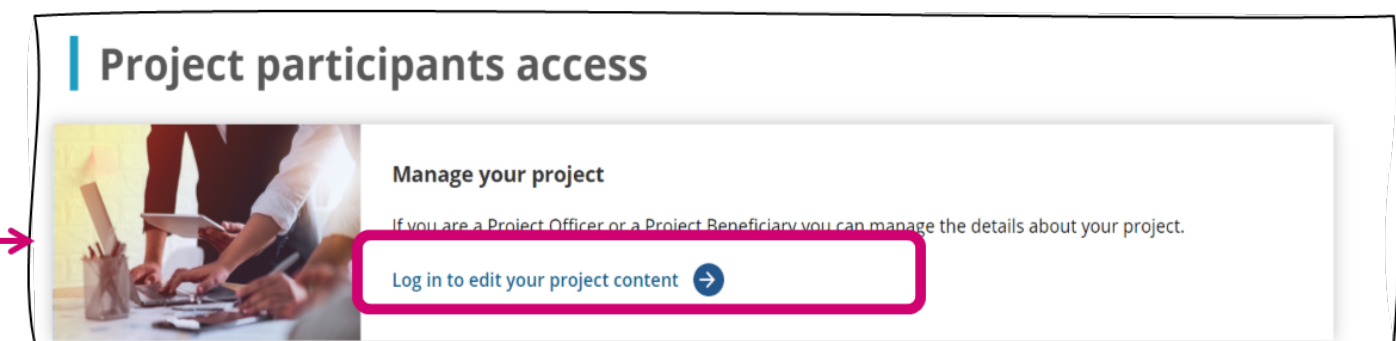 Project participants access
Manage your project
If you are a Project Officer or a Project Beneficiary you can manage the details about your project.
Log in to edit your project content